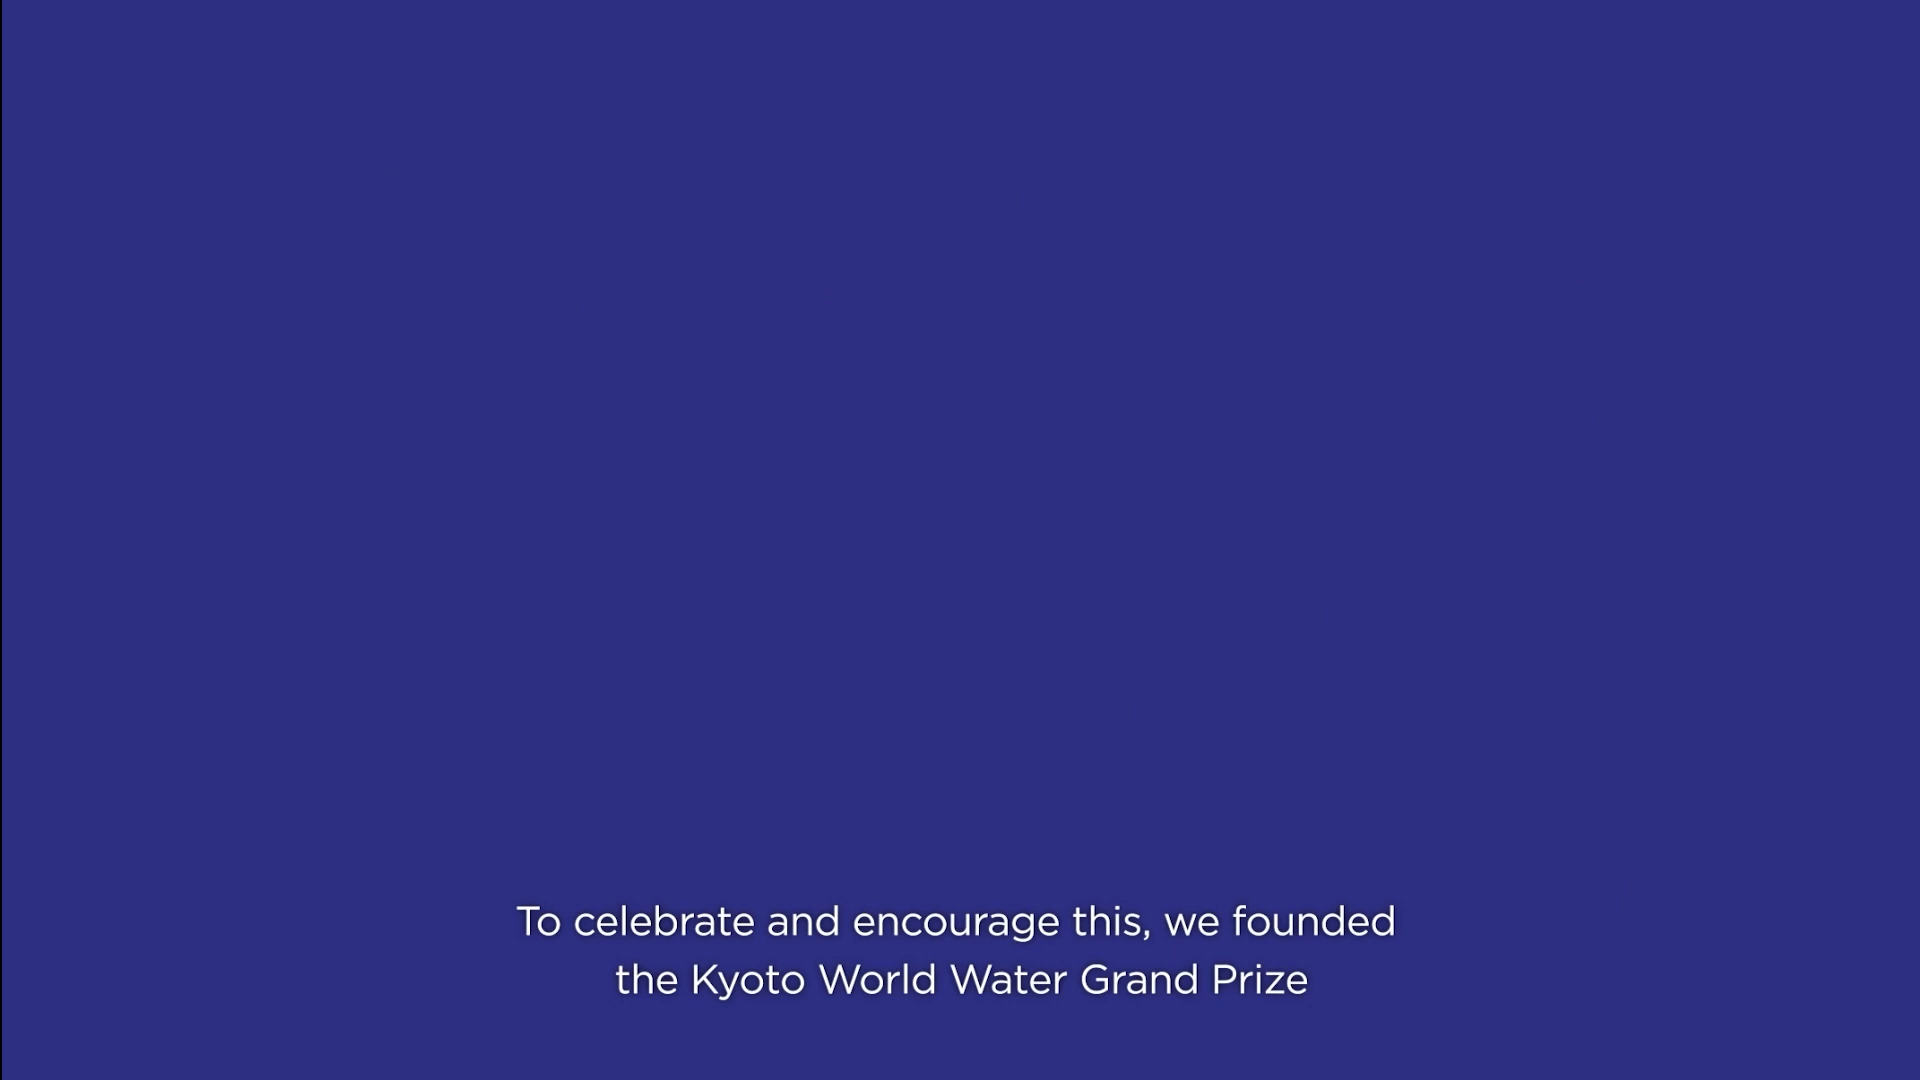 To celebrate and encourage this, we founded
the Kyoto World Water Grand Prize